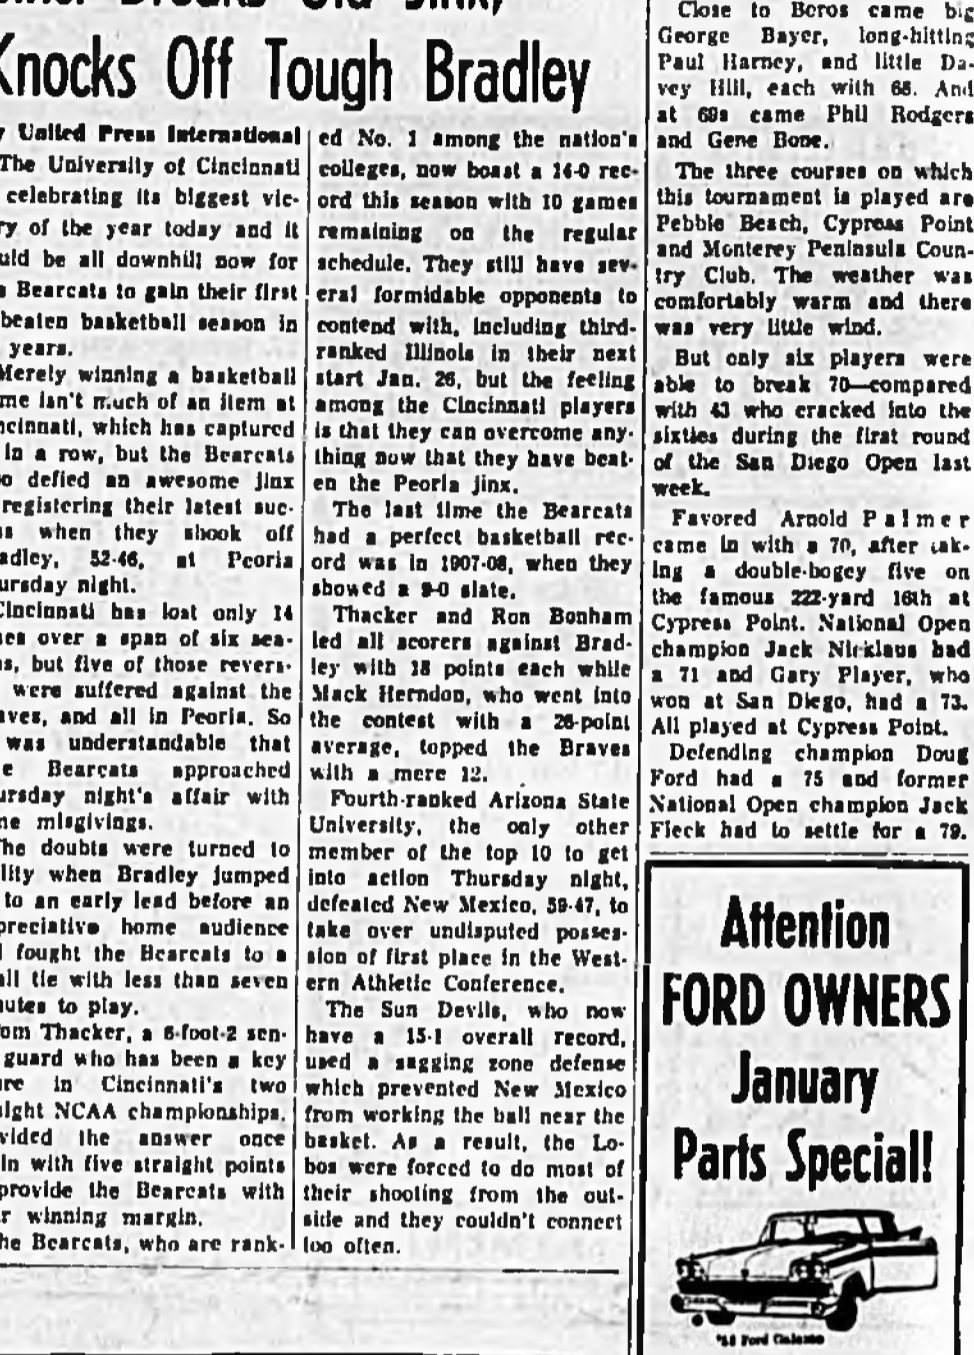 Knocks Off Tough Bradley
United Press International
The University of Cincinnati
celebrating its biggest vic-
ry of the year today and it
uld be all downhill now for
Bearcats to gain their first
beaten basketball season in
years.
Merely winning a basketball
me isn't much of an item at
ncinnati, which has captured
in a row, but the Bearcats
o defied an awesome jinx
registering their latest suc-
ss when they shook off
adley, 52-46, at Peoria
ursday night.
Cincinnati has lost only 14
mes over a span of six sea-
ns, but five of those revers-
were suffered against the
aves, and all in Peoria. So
was understandable that
e Bearcats approached
ursday night's affair with
me misgivings.
The doubts were turned to
lity when Bradley jumped
to an early lead before an
preciative home audience
d fought the Bearcats to a
all tie with less than seven
nutes to play.
om Thacker, a 6-foot-2 sen-
guard who has been a key
ure in Cincinnati's two
aight NCAA championships,
vided the answer once
in with five straight points
provide the Bearcats with
r winning margin.
he Bearcats, who are rank-
ed No. 1 among the nation's
colleges, now boast a 14-0 rec-
ord this season with 10 games
remaining on the regular
schedule. They still have sev-
eral formidable opponents to
contend with, including third-
ranked Illinois in their next
start Jan. 26, but the feeling
among the Cincinnati players
is that they can overcome any-
thing now that they have beat-
en the Peoria jinx.
The last time the Bearcats
had a perfect basketball rec-
ord was in 1907-08, when they
showed a 9-0 slate.
Thacker and Ron Bonham
led all scorers against Brad-
ley with 18 points each while
Mack Herndon, who went into
the contest with a 26-point
average, topped the Braves
with a mere 12.
Fourth-ranked Arizona State
University, the only other
member of the top 10 to get
into action Thursday night,
defeated New Mexico, 59-47, to
take over undisputed posses-
sion of first place in the West-
ern Athletic Conference.
The Sun Devils, who now
have a 15-1 overall record,
used a sagging zone defense
which prevented New Mexico
from working the ball near the
basket. As a result, the Lo-
bos were forced to do most of
their shooting from the out-
side and they couldn't connect
too often.
Close to Beros came big
George Bayer, long-hitting
Paul Harney, and little Da-
vey Hill, each with 68. And
at 69s came Phil Rodgers
and Gene Bone.
The three courses on which
this tournament is played are
Pebble Beach, Cypress Point
and Monterey Peninsula Coun-
try Club. The weather was
comfortably warm and there
was very little wind.
But only six players were
able to break 70—compared
with 43 who cracked into the
sixties during the first round
of the San Diego Open last
week.
Favored Arnold Palmer
came in with a 70, after tak-
ing a double-bogey five on
the famous 222-yard 16th at
Cypress Point. National Open
champion Jack Nicklaus had
a 71 and Gary Player, who
won at San Diego, had a 73.
All played at Cypress Point.
Defending champion Doug
Ford had a 75 and former
National Open champion Jack
Fleck had to settle for a 79.
Attention
FORD OWNERS
January
Parts Special!
Ford Galaxie